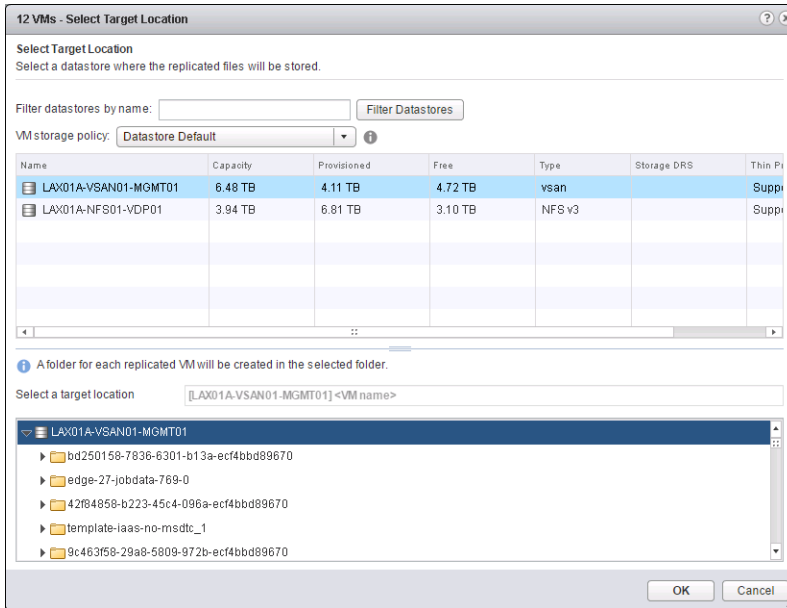 12 VMs - Select Target Location
Select Target Location
Select a datastore where the replicated files will be stored.
Filter datastores by name: Filter Datastores
VM storage policy: Datastore Default
Name Capacity Provisioned Free Type Storage DRS Thin
LAX01A-VSAN01-MGMT01 6.48 TB 4.11 TB 4.72 TB vsan
LAX01A-NFS01-VDP01 3.94 TB 6.81 TB 3.10 TB NFS v3
A folder for each replicated VM will be created in the selected folder.
Select a target location [LAX01A-VSAN01-MGMT01] <VM name>
LAX01A-VSAN01-MGMT01
bd250158-7836-6301-b13a-ecf4bbd89670
edge-27-jobdata-769-0
42f84858-b223-45c4-096a-ecf4bbd89670
template-iaas-no-msdtc_1
9c463f58-29a8-5809-972b-ecf4bbd89670
OK Cancel